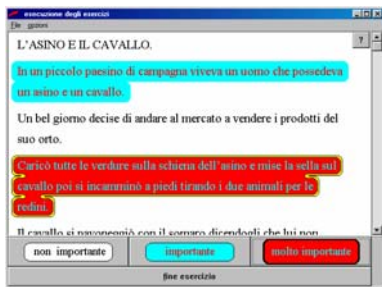 esecuzione degli esercizi
File opzioni
L'ASINO E IL CAVALLO.
?
In un piccolo paesino di campagna viveva un uomo che possedeva
un asino e un cavallo.
Un bel giorno decise di andare al mercato a vendere i prodotti del
suo orto.
Caricò tutte le verdure sulla schiena dell'asino e mise la sella sul
cavallo poi si incamminò a piedi tirando i due animali per le
redini.
Il cavallo si pavoneggiò con il somaro dicendogli che lui non
non importante
importante
molto importante
fine esercizio